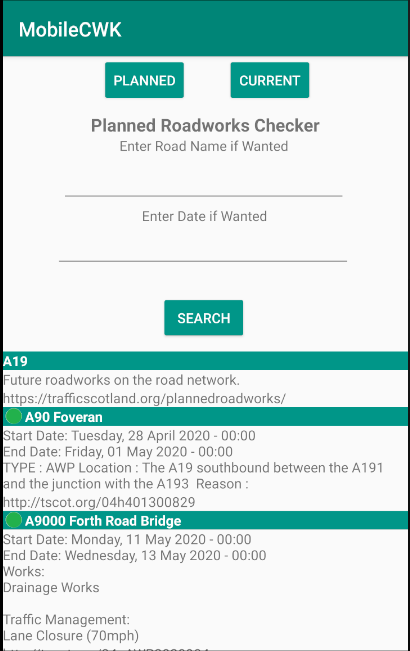 MobileCWK
PLANNED CURRENT
Planned Roadworks Checker
Enter Road Name if Wanted
Enter Date if Wanted
SEARCH
A19
Future roadworks on the road network.
https://trafficscotland.org/plannedroadworks/
A90 Foveran
Start Date: Tuesday, 28 April 2020 - 00:00
End Date: Friday, 01 May 2020 - 00:00
TYPE : AWP Location : The A19 southbound between the A191
and the junction with the A193 Reason :
http://tscot.org/04h401300829
A9000 Forth Road Bridge
Start Date: Monday, 11 May 2020 - 00:00
End Date: Wednesday, 13 May 2020 - 00:00
Works:
Drainage Works
Traffic Management:
Lane Closure (70mph)